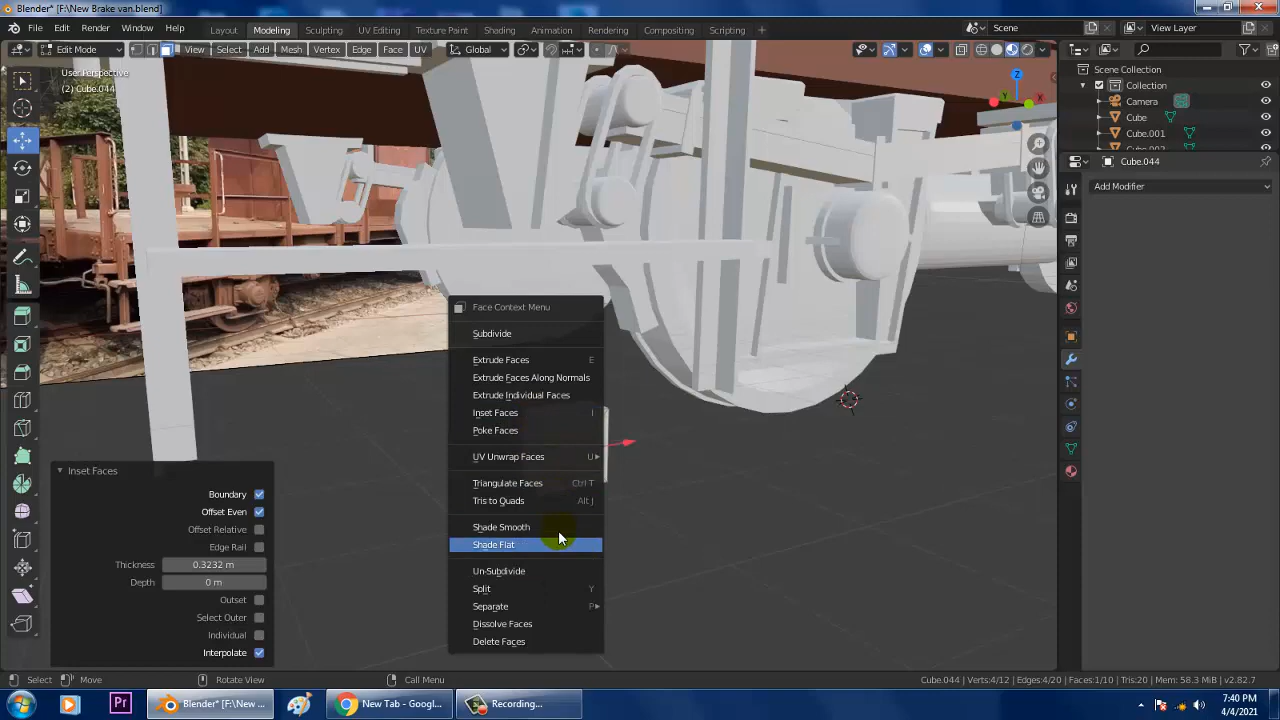 Blender* [F:\New Brake van.blend]
File Edit Render Window Help
Layout Modeling Sculpting UV Editing Texture Paint Shading Animation Rendering Compositing Scripting
Scene
View Layer
Edit Mode View Select Add Mesh Vertex Edge Face UV Global
User Perspective
(2) Cube.044
Scene Collection
Collection
Camera
Cube
Cube.001
Cube.002
Cube.044
Add Modifier
Face Context Menu
Subdivide
Extrude Faces E
Extrude Faces Along Normals
Extrude Individual Faces
Inset Faces I
Poke Faces
UV Unwrap Faces U
Triangulate Faces Ctrl T
Tris to Quads Alt J
Shade Smooth
Shade Flat
Un-Subdivide
Split Y
Separate P
Dissolve Faces
Delete Faces
Inset Faces
Boundary
Offset Even
Offset Relative
Edge Rail
Thickness 0.3232 m
Depth 0 m
Outset
Select Outer
Individual
Interpolate
Select Move Rotate View Call Menu Cube.044 | Verts:4/12 | Edges:4/20 | Faces:1/10 | Tris:20 | Mem: 58.3 MiB | v2.82.7
Blender* [F:\New ... New Tab - Googl... Recording...
7:40 PM
4/4/2021